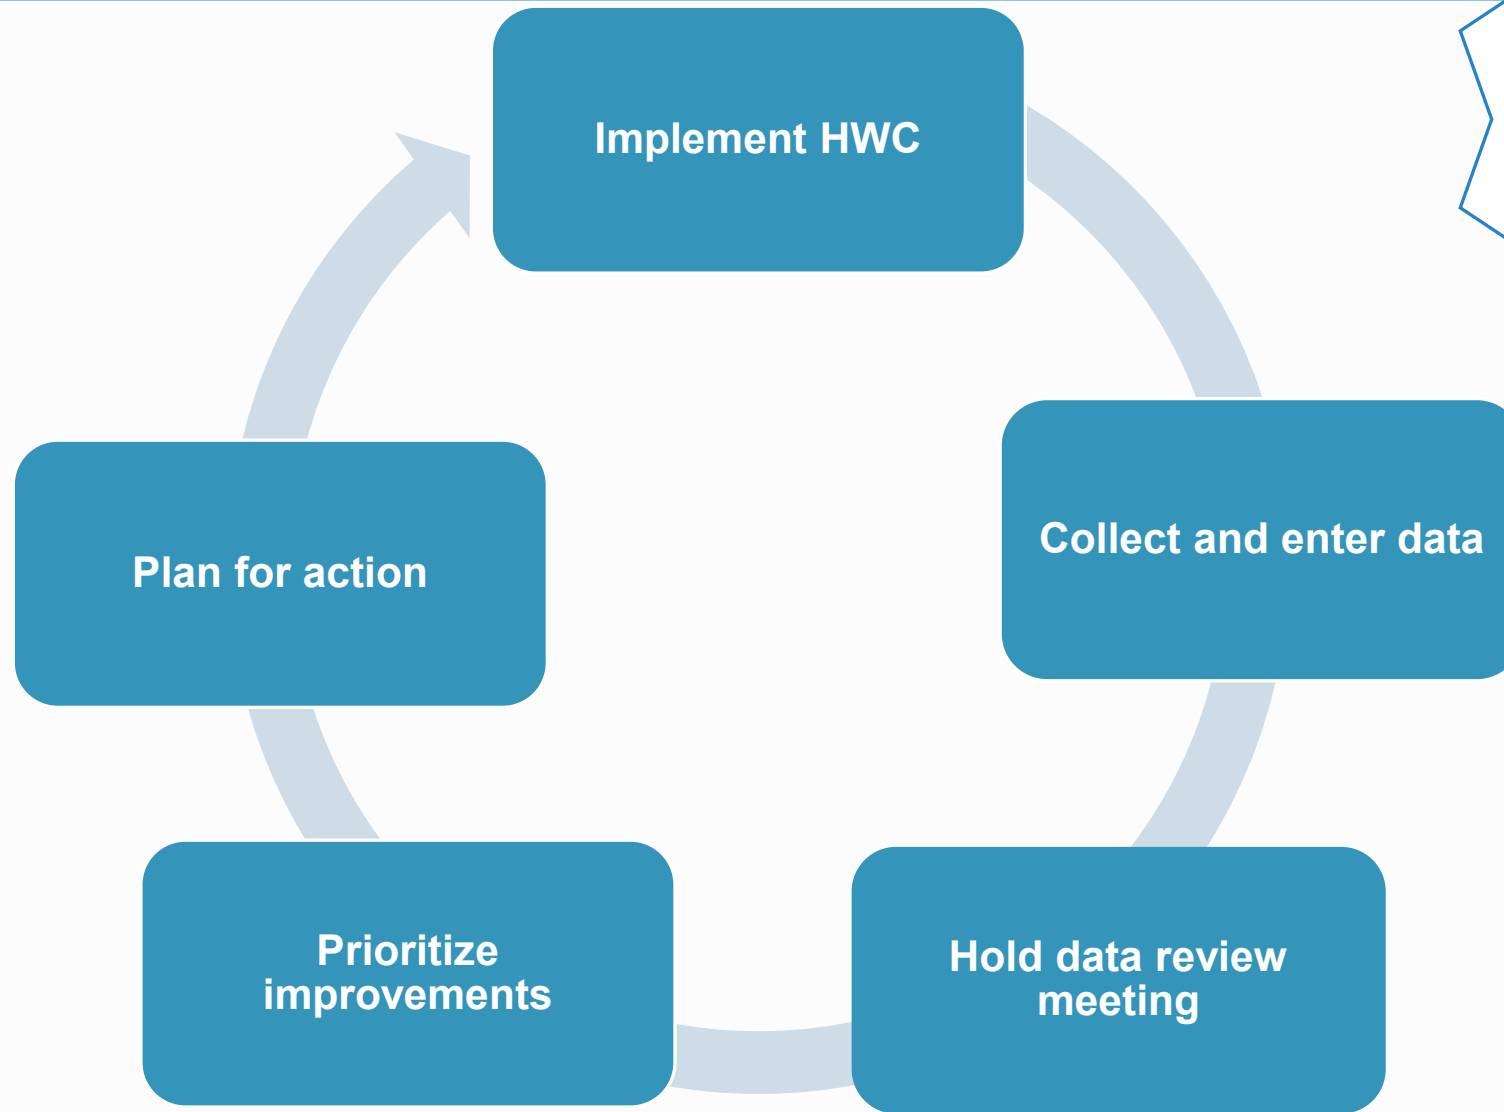 Implement HWC
Collect and enter data
Hold data review
meeting
Prioritize
improvements
Plan for action